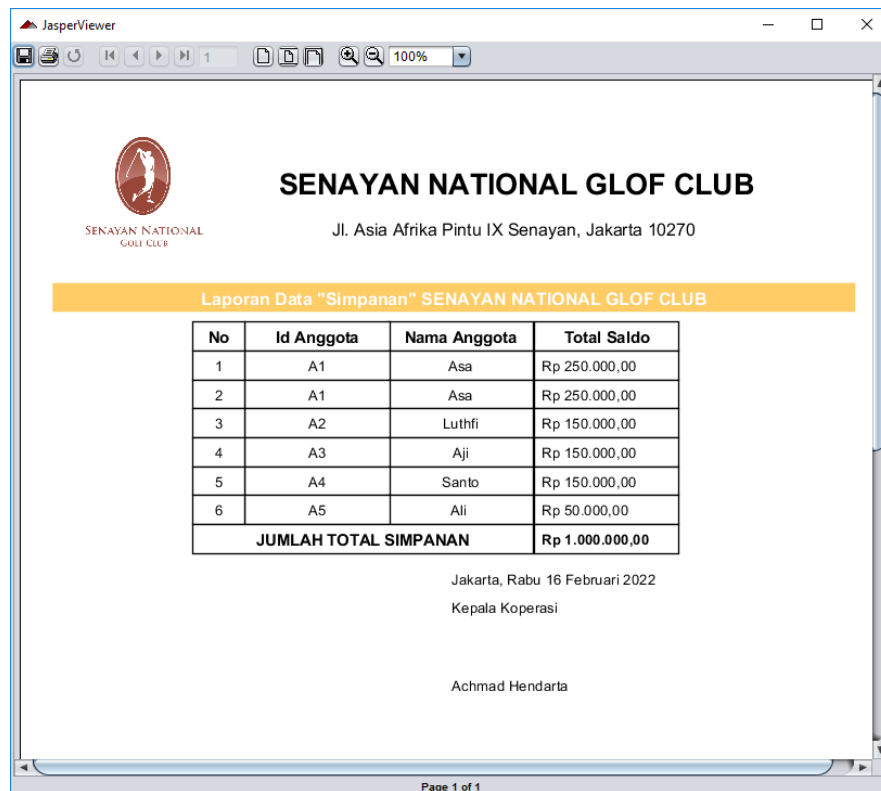 JasperViewer
1
100%
SENAYAN NATIONAL
GOLF CLUB
SENAYAN NATIONAL GLOF CLUB
Jl. Asia Afrika Pintu IX Senayan, Jakarta 10270
Laporan Data "Simpanan" SENAYAN NATIONAL GLOF CLUB
No Id Anggota Nama Anggota Total Saldo
1 A1 Asa Rp 250.000,00
2 A1 Asa Rp 250.000,00
3 A2 Luthfi Rp 150.000,00
4 A3 Aji Rp 150.000,00
5 A4 Santo Rp 150.000,00
6 A5 Ali Rp 50.000,00
JUMLAH TOTAL SIMPANAN Rp 1.000.000,00
Jakarta, Rabu 16 Februari 2022
Kepala Koperasi
Achmad Hendarta
Page 1 of 1